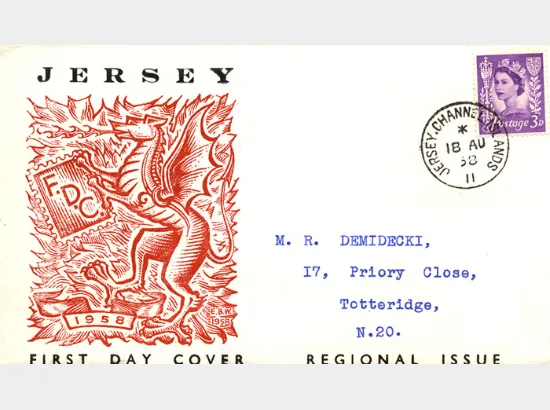 JERSEY
F.D.C
1958
E.B.W.
1958
FIRST DAY COVER
REGIONAL ISSUE
Postage 3D
JERSEY. CHANNEL ISLANDS
*
18 AU
58
11
M. R. DEMIDECKI,
I7, Priory Close,
Totteridge,
N.20.